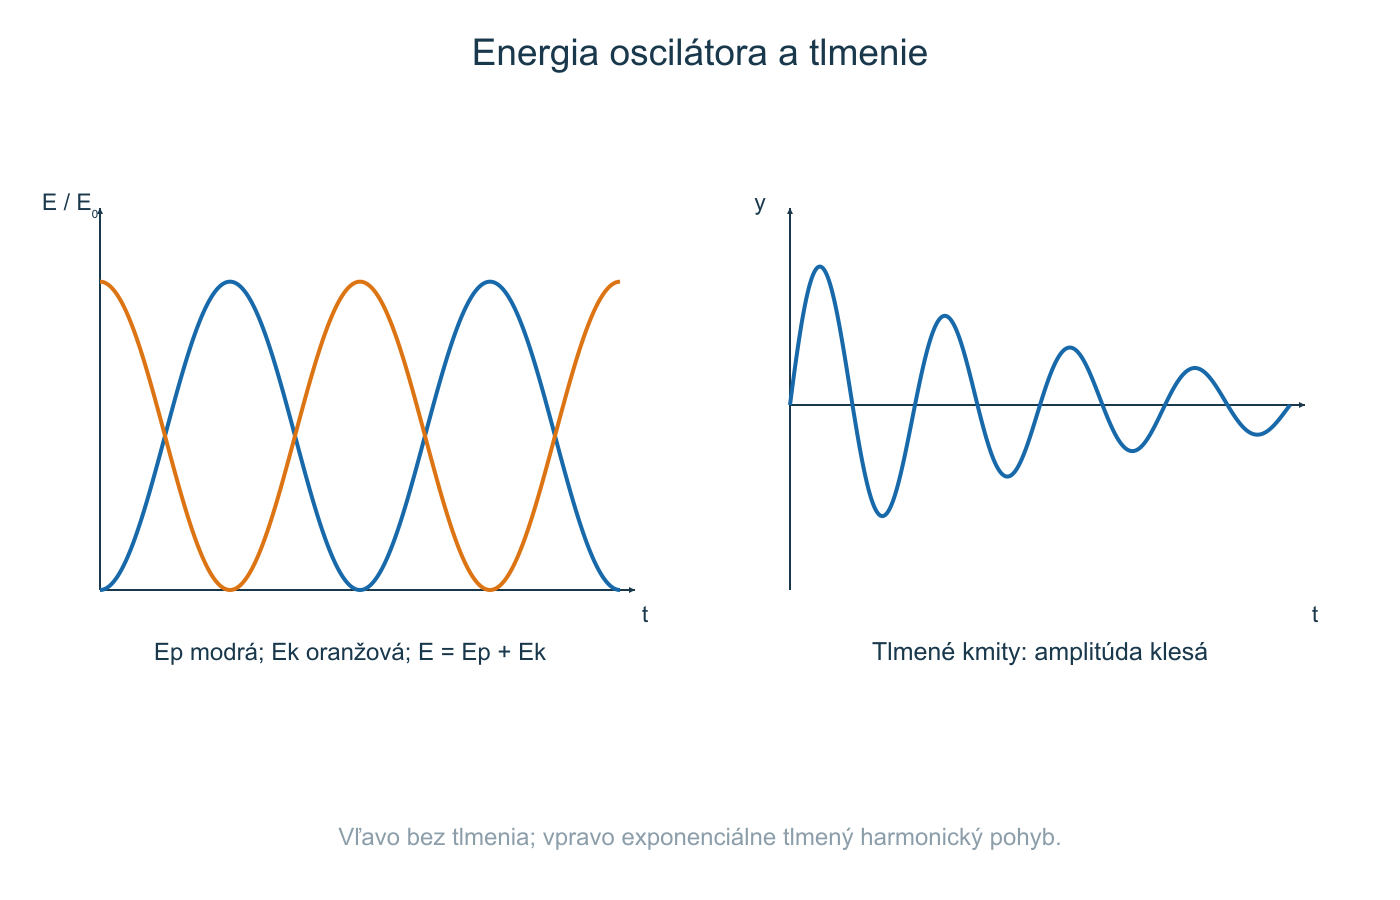 Energia oscilátora a tlmenie
E / E₀
y
t
t
Ep modrá; Ek oranžová; E = Ep + Ek
Tlmené kmity: amplitúda klesá
Vľavo bez tlmenia; vpravo exponenciálne tlmený harmonický pohyb.